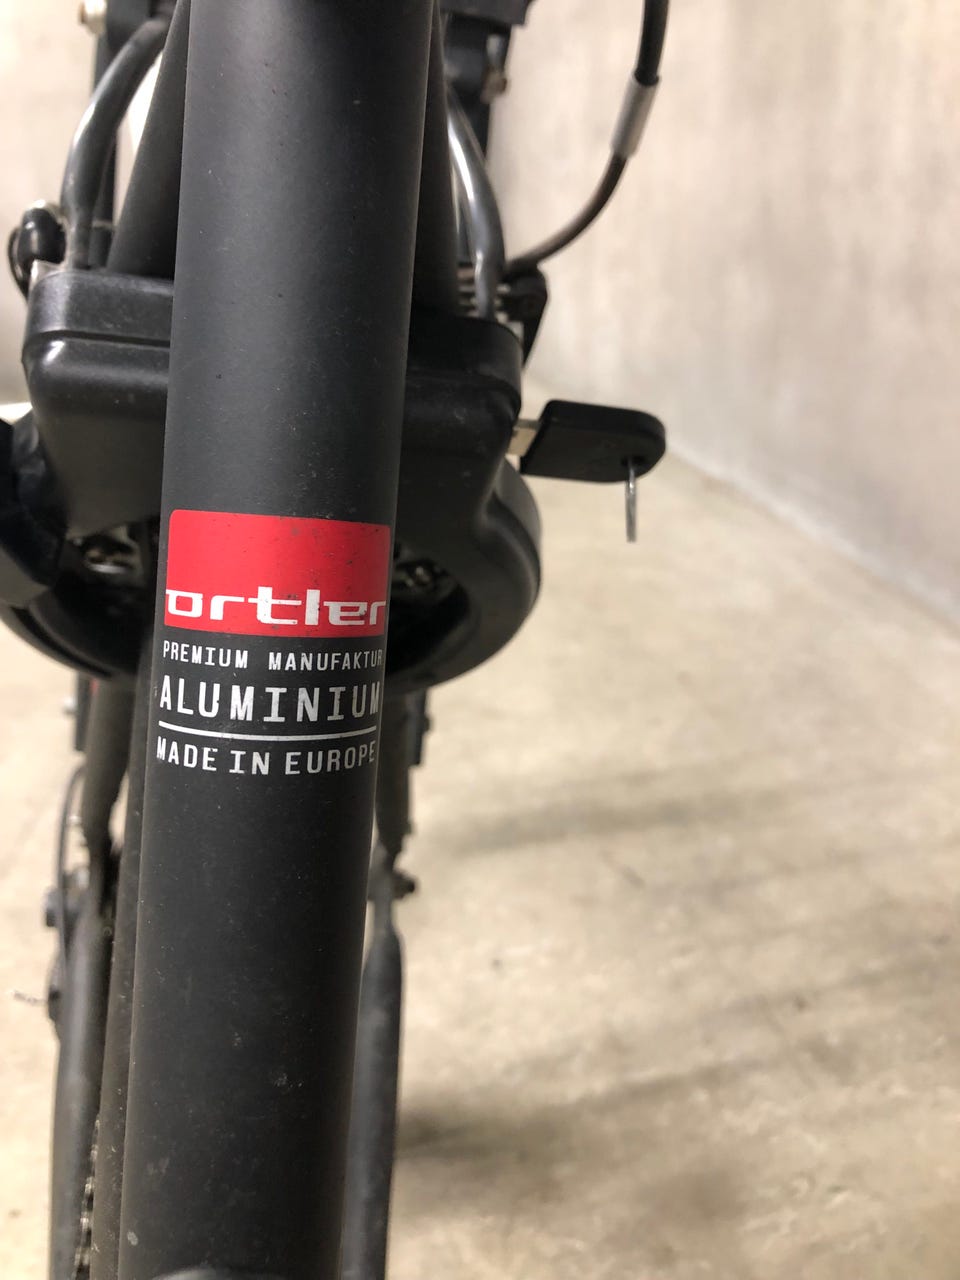 ortler
PREMIUM MANUFAKTUR
ALUMINIUM
MADE IN EUROPE